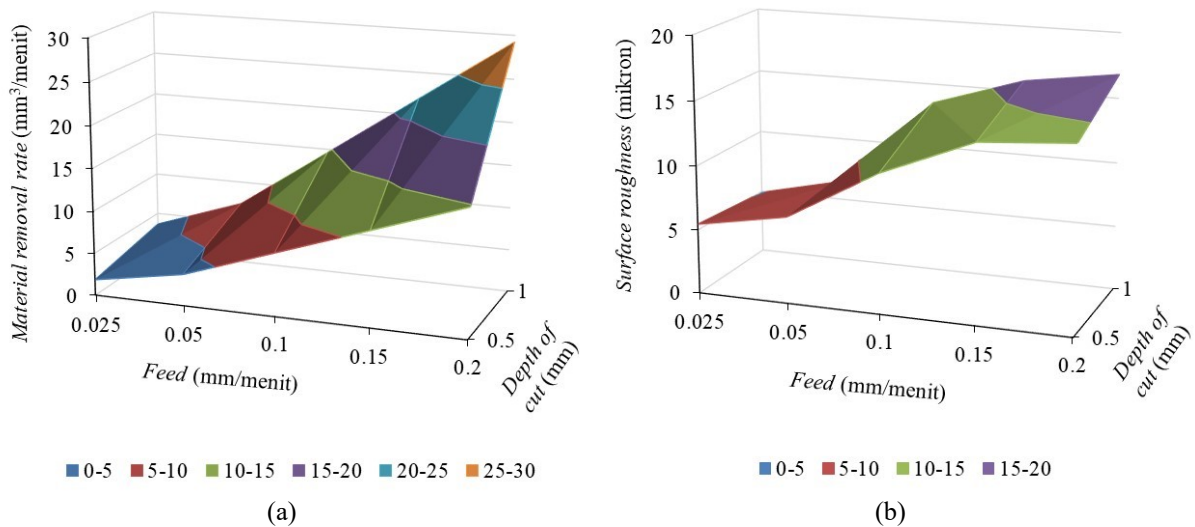 Material removal rate (mm³/menit)
30
25
20
15
10
5
0
0.025
0.05
0.1
0.15
0.2
Feed (mm/menit)
0.5
1
Depth of
cut (mm)
0-5 5-10 10-15 15-20 20-25 25-30
(a)
Surface roughness (mikron)
20
15
10
5
0
0.025
0.05
0.1
0.15
0.2
Feed (mm/menit)
0.5
1
Depth of
cut (mm)
0-5 5-10 10-15 15-20
(b)